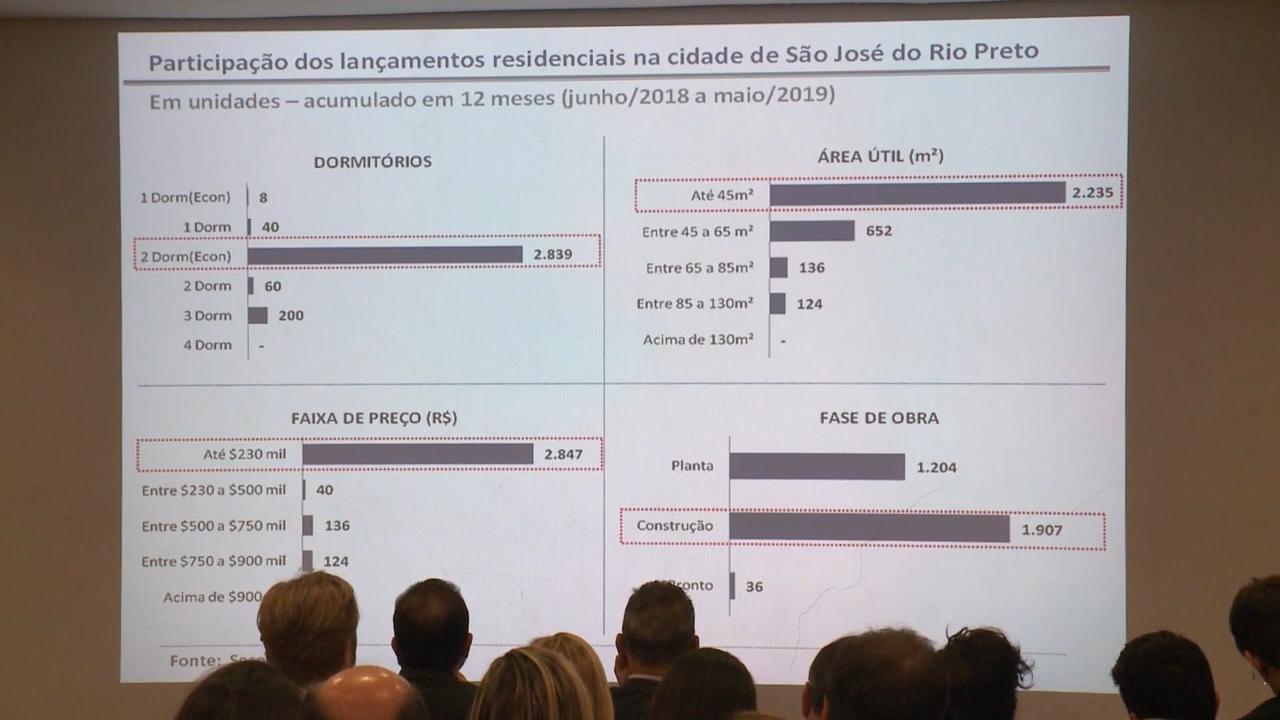 Participação dos lançamentos residenciais na cidade de São José do Rio Preto
Em unidades – acumulado em 12 meses (junho/2018 a maio/2019)
DORMITÓRIOS
1 Dorm(Econ) 8
1 Dorm 40
2 Dorm(Econ) 2.839
2 Dorm 60
3 Dorm 200
4 Dorm -
ÁREA ÚTIL (m²)
Até 45m² 2.235
Entre 45 a 65 m² 652
Entre 65 a 85m² 136
Entre 85 a 130m² 124
Acima de 130m² -
FAIXA DE PREÇO (R$)
Até $230 mil 2.847
Entre $230 a $500 mil 40
Entre $500 a $750 mil 136
Entre $750 a $900 mil 124
Acima de $900
FASE DE OBRA
Planta 1.204
Construção 1.907
Pronto 36
Fonte: